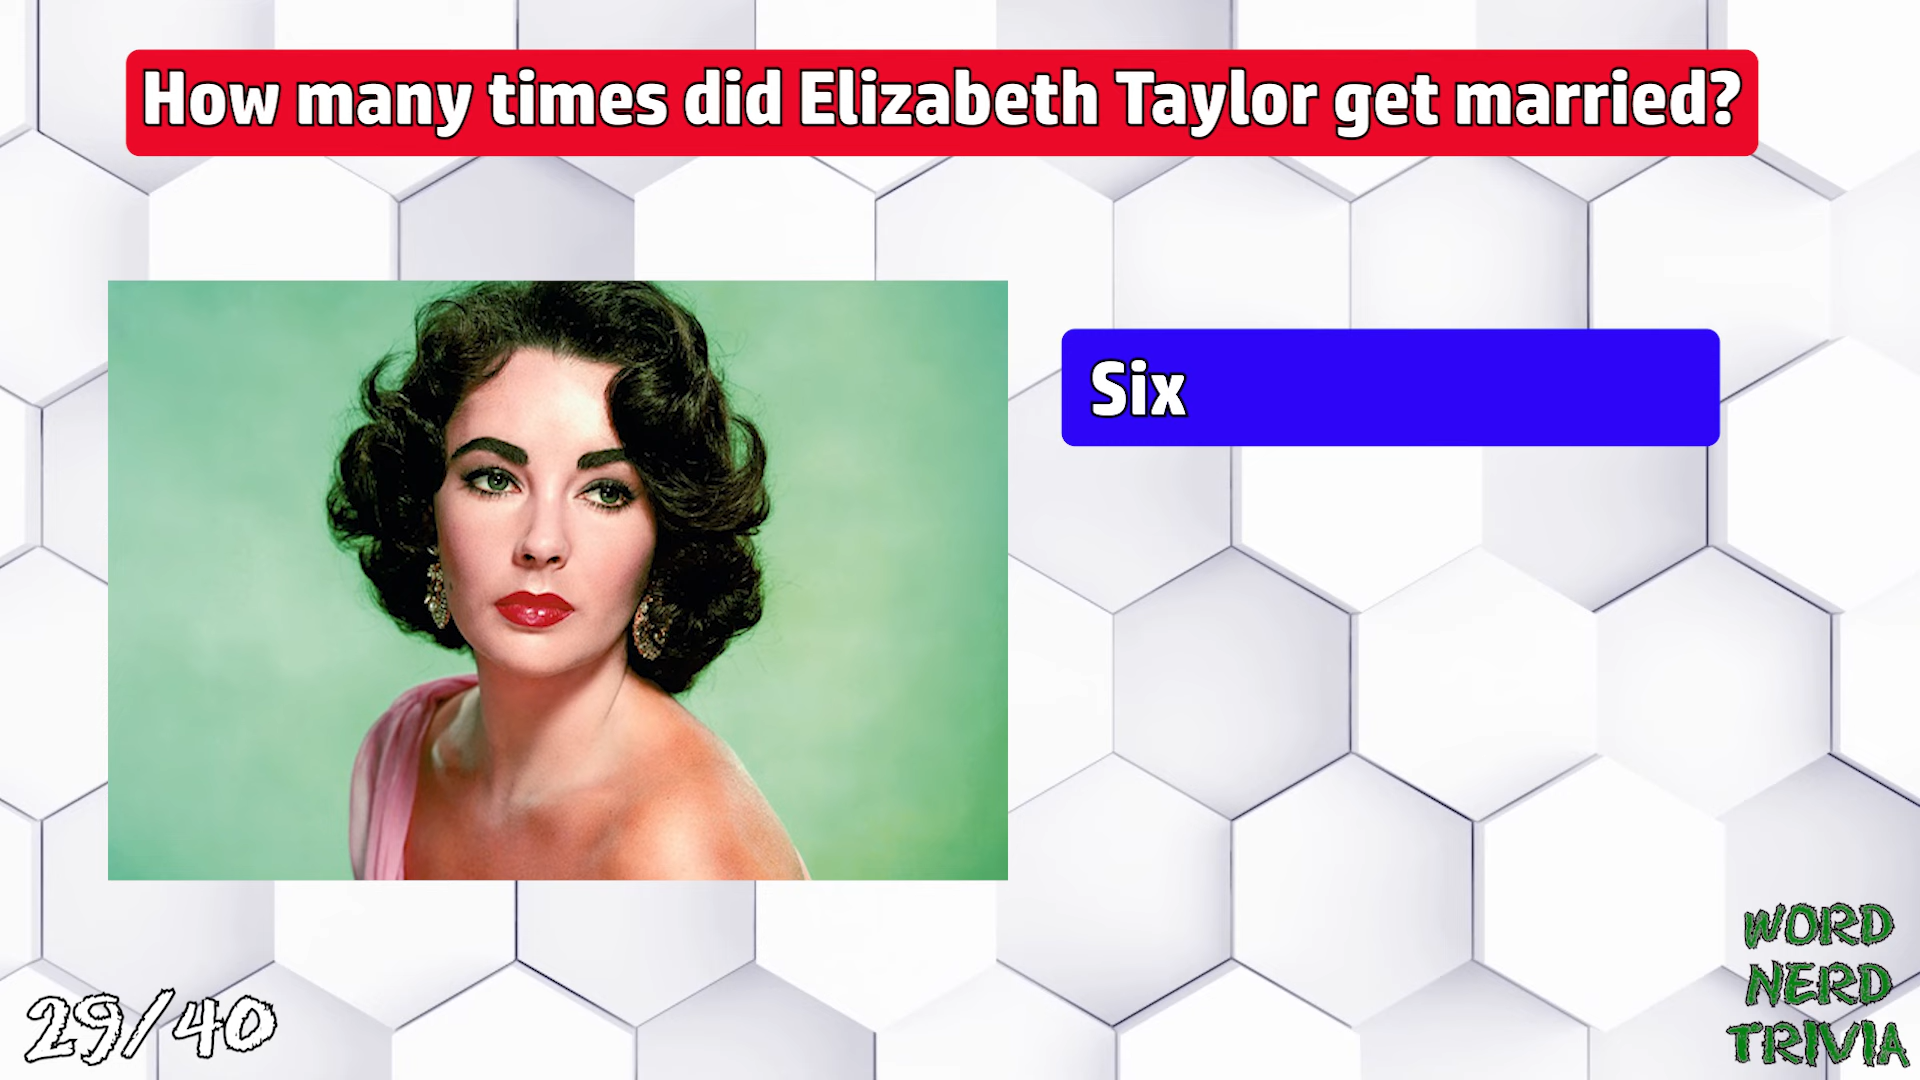 How many times did Elizabeth Taylor get married?
Six
29/40
WORD
NERD
TRIVIA